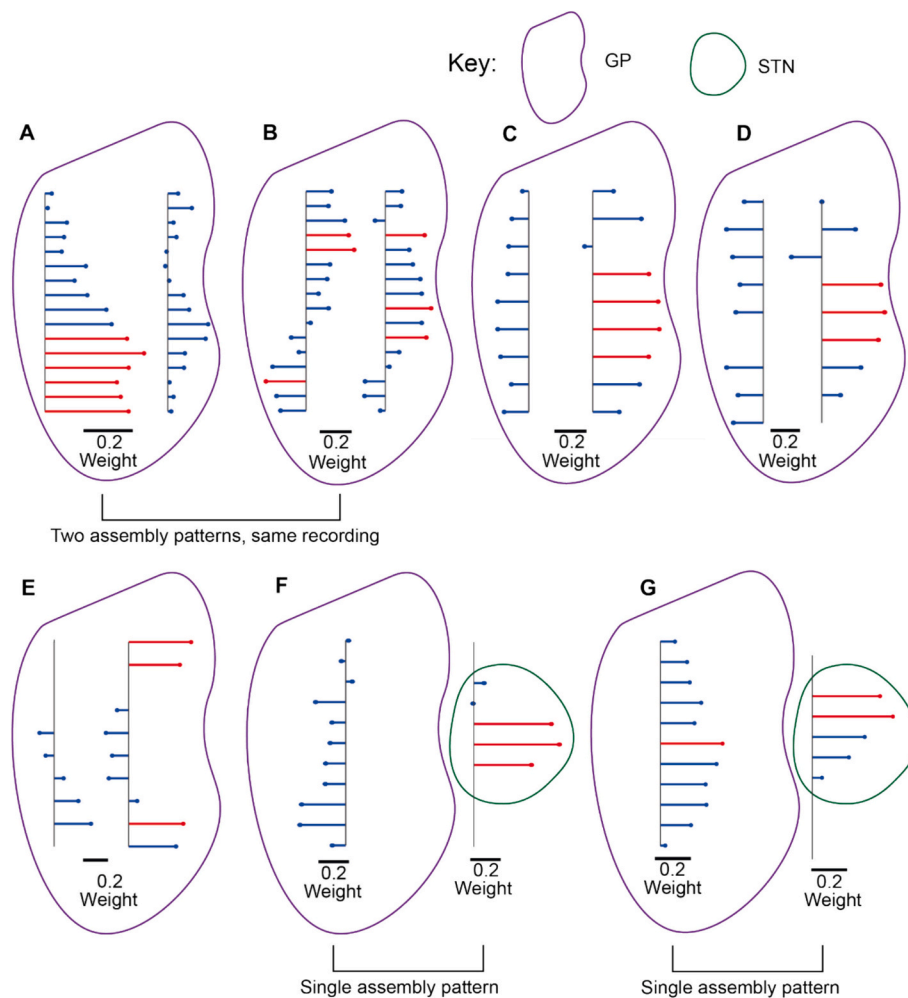 Key:
GP
STN
A
B
C
D
0.2
Weight
0.2
Weight
0.2
Weight
0.2
Weight
Two assembly patterns, same recording
E
F
G
0.2
Weight
0.2
Weight
0.2
Weight
0.2
Weight
0.2
Weight
Single assembly pattern
Single assembly pattern